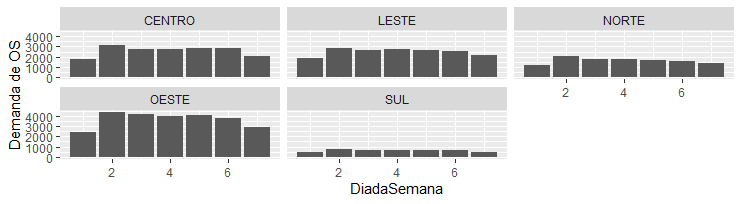 CENTRO LESTE NORTE
4000
3000
2000
1000
0
2 4 6
OESTE SUL
4000
3000
2000
1000
0
2 4 6 2 4 6
Demanda de OS
DiadaSemana